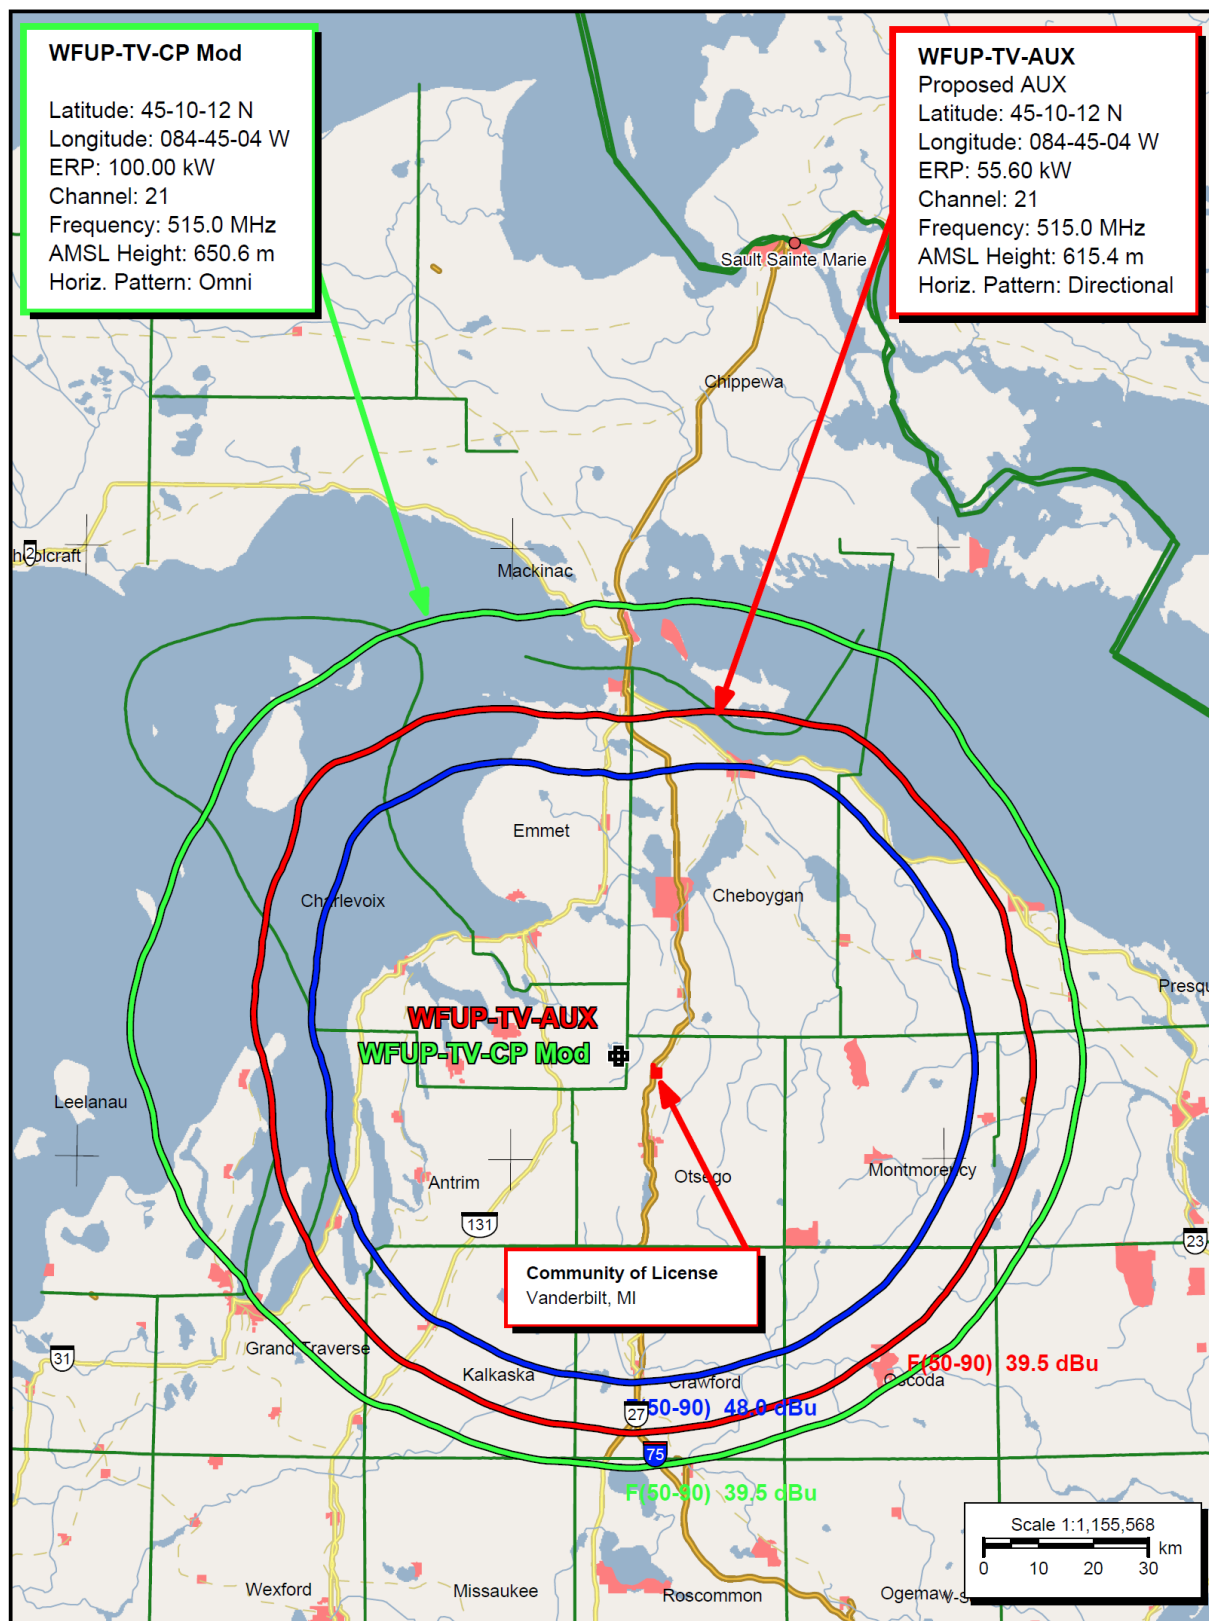 WFUP-TV-CP Mod
Latitude: 45-10-12 N
Longitude: 084-45-04 W
ERP: 100.00 kW
Channel: 21
Frequency: 515.0 MHz
AMSL Height: 650.6 m
Horiz. Pattern: Omni
WFUP-TV-AUX
Proposed AUX
Latitude: 45-10-12 N
Longitude: 084-45-04 W
ERP: 55.60 kW
Channel: 21
Frequency: 515.0 MHz
AMSL Height: 615.4 m
Horiz. Pattern: Directional
Sault Sainte Marie
Chippewa
2
Mackinac
Emmet
Charlevoix
Cheboygan
Presqu
WFUP-TV-AUX
WFUP-TV-CP Mod
Leelanau
Antrim
Otsego
Montmorency
131
23
Community of License
Vanderbilt, MI
31
Grand Traverse
Kalkaska
Crawford
Oscoda
F(50-90) 39.5 dBu
F(50-90) 48.0 dBu
27
75
F(50-90) 39.5 dBu
Scale 1:1,155,568
km
0 10 20 30
Wexford
Missaukee
Roscommon
Ogemaw